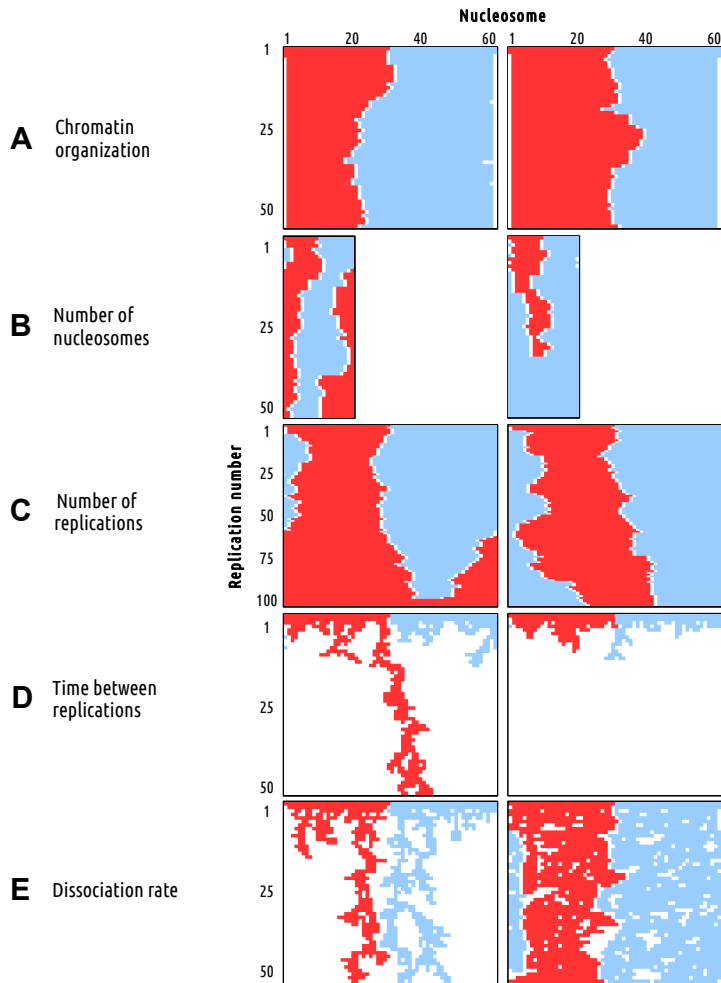 Nucleosome
1 20 40 60 1 20 40 60
1
25
50
A Chromatin
organization
1
25
50
B Number of
nucleosomes
1
25
50
75
100
C Number of
replications
Replication number
1
25
50
D Time between
replications
1
25
50
E Dissociation rate